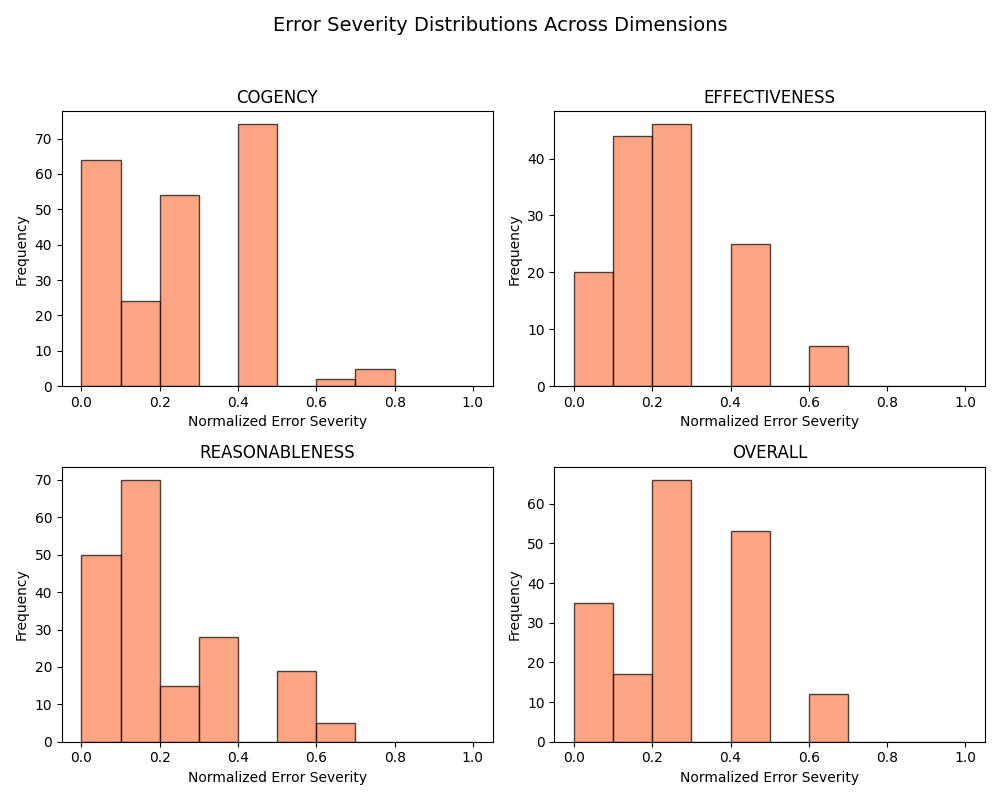 Error Severity Distributions Across Dimensions
COGENCY
70
60
50
40
30
20
10
0
Frequency
0.0 0.2 0.4 0.6 0.8 1.0
Normalized Error Severity
EFFECTIVENESS
40
30
20
10
0
Frequency
0.0 0.2 0.4 0.6 0.8 1.0
Normalized Error Severity
REASONABLENESS
70
60
50
40
30
20
10
0
Frequency
0.0 0.2 0.4 0.6 0.8 1.0
Normalized Error Severity
OVERALL
60
50
40
30
20
10
0
Frequency
0.0 0.2 0.4 0.6 0.8 1.0
Normalized Error Severity